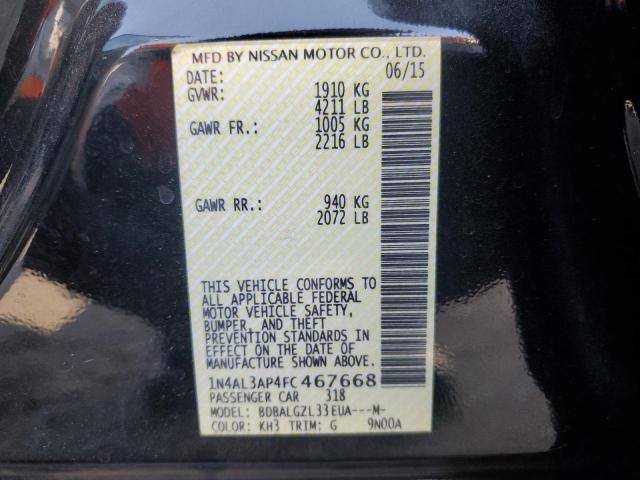 MFD BY NISSAN MOTOR CO., LTD.
DATE: 06/15
GVWR: 1910 KG
4211 LB
GAWR FR.: 1005 KG
2216 LB
GAWR RR.: 940 KG
2072 LB
THIS VEHICLE CONFORMS TO
ALL APPLICABLE FEDERAL
MOTOR VEHICLE SAFETY,
BUMPER, AND THEFT
PREVENTION STANDARDS IN
EFFECT ON THE DATE OF
MANUFACTURE SHOWN ABOVE.
1N4AL3AP4FC467668
PASSENGER CAR 318
MODEL: BDBALGZL33EUA---M-
COLOR: KH3 TRIM: G 9N00A